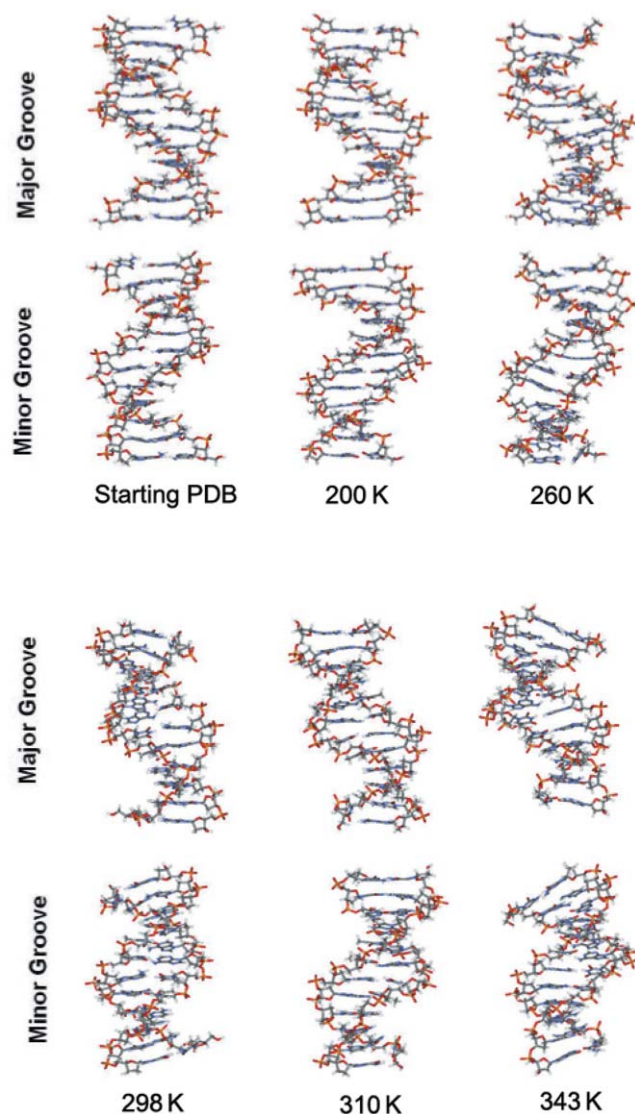 Major Groove
Minor Groove
Starting PDB
200 K
260 K
Major Groove
Minor Groove
298 K
310 K
343 K